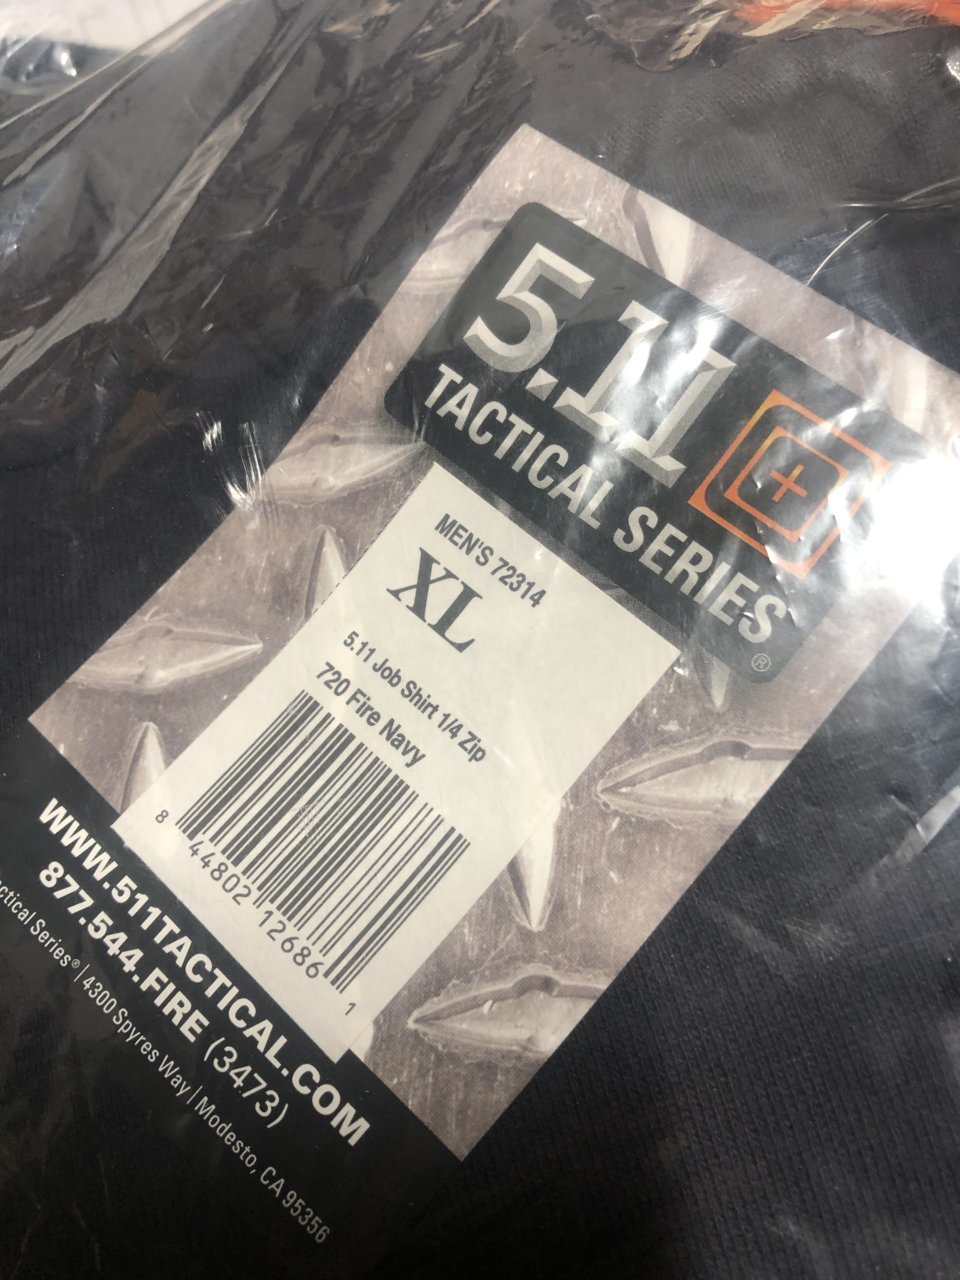 5.11
TACTICAL SERIES®
MEN'S 72314
XL
5.11 Job Shirt 1/4 Zip
720 Fire Navy
8 44802 12686 1
WWW.511TACTICAL.COM
877.544.FIRE (3473)
Series® | 4300 Spyres Way | Modesto, CA 95356